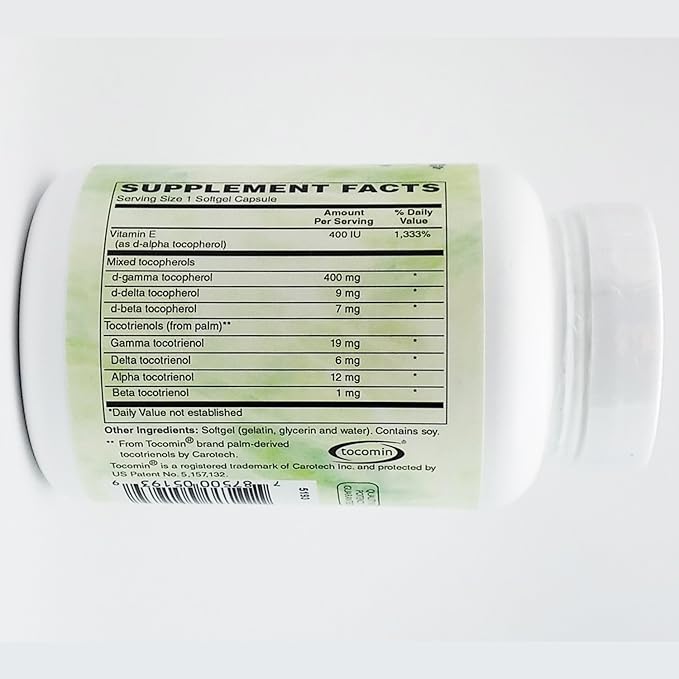 SUPPLEMENT FACTS
Serving Size 1 Softgel Capsule
Amount Per Serving % Daily Value
Vitamin E 400 IU 1,333%
(as d-alpha tocopherol)
Mixed tocopherols
d-gamma tocopherol 400 mg *
d-delta tocopherol 9 mg *
d-beta tocopherol 7 mg *
Tocotrienols (from palm)**
Gamma tocotrienol 19 mg *
Delta tocotrienol 6 mg *
Alpha tocotrienol 12 mg *
Beta tocotrienol 1 mg *
*Daily Value not established
Other Ingredients: Softgel (gelatin, glycerin and water). Contains soy.
** From Tocomin® brand palm-derived
tocotrienols by Carotech.
tocomin®
Tocomin® is a registered trademark of Carotech Inc. and protected by
US Patent No. 5,157,132.
7 87500 05193 9